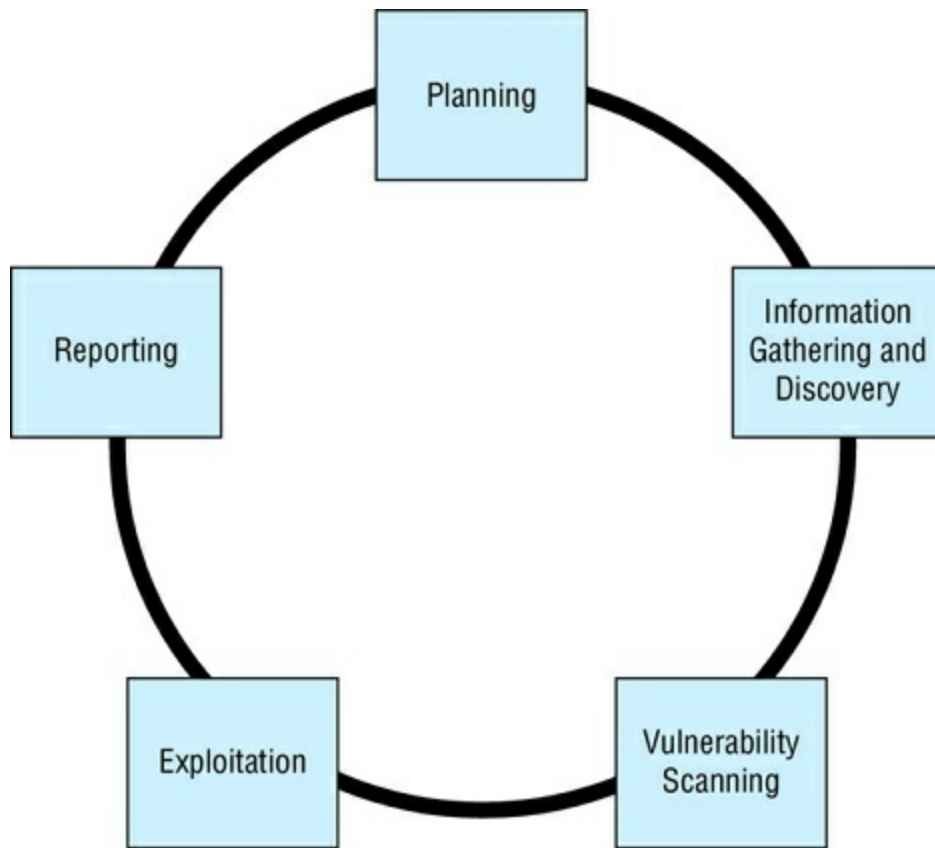 Planning
Information
Gathering and
Discovery
Vulnerability
Scanning
Exploitation
Reporting